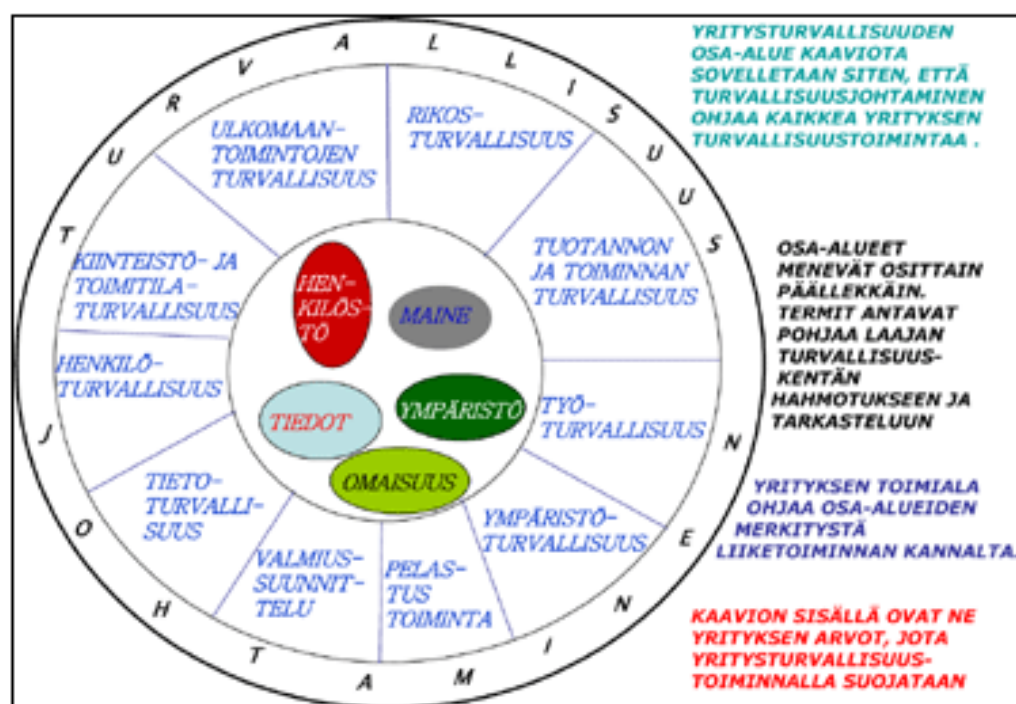 TURVALLISUUSJOHTAMINEN
ULKOMAAN-
TOIMINTOJEN
TURVALLISUUS
RIKOS-
TURVALLISUUS
TUOTANNON
JA TOIMINNAN
TURVALLISUUS
TYÖ-
TURVALLISUUS
YMPÄRISTÖ-
TURVALLISUUS
PELAS-
TUS
TOIMINTA
VALMIUS-
SUUNNIT-
TELU
TIETO-
TURVALLI-
SUUS
HENKILÖ-
TURVALLISUUS
KIINTEISTÖ- JA
TOIMITILA-
TURVALLISUUS
HEN-
KILÖS-
TÖ
MAINE
TIEDOT
YMPÄRISTÖ
OMAISUUS
YRITYSTURVALLISUUDEN
OSA-ALUE KAAVIOTA
SOVELLETAAN SITEN, ETTÄ
TURVALLISUUSJOHTAMINEN
OHJAA KAIKKEA YRITYKSEN
TURVALLISUUSTOIMINTAA .
OSA-ALUEET
MENEVÄT OSITTAIN
PÄÄLLEKKÄIN.
TERMIT ANTAVAT
POHJAA LAAJAN
TURVALLISUUS-
KENTÄN
HAHMOTUKSEEN JA
TARKASTELUUN
YRITYKSEN TOIMIALA
OHJAA OSA-ALUEIDEN
MERKITYSTÄ
LIIKETOIMINNAN KANNALTA.
KAAVION SISÄLLÄ OVAT NE
YRITYKSEN ARVOT, JOTA
YRITYSTURVALLISUUS-
TOIMINNALLA SUOJATAAN